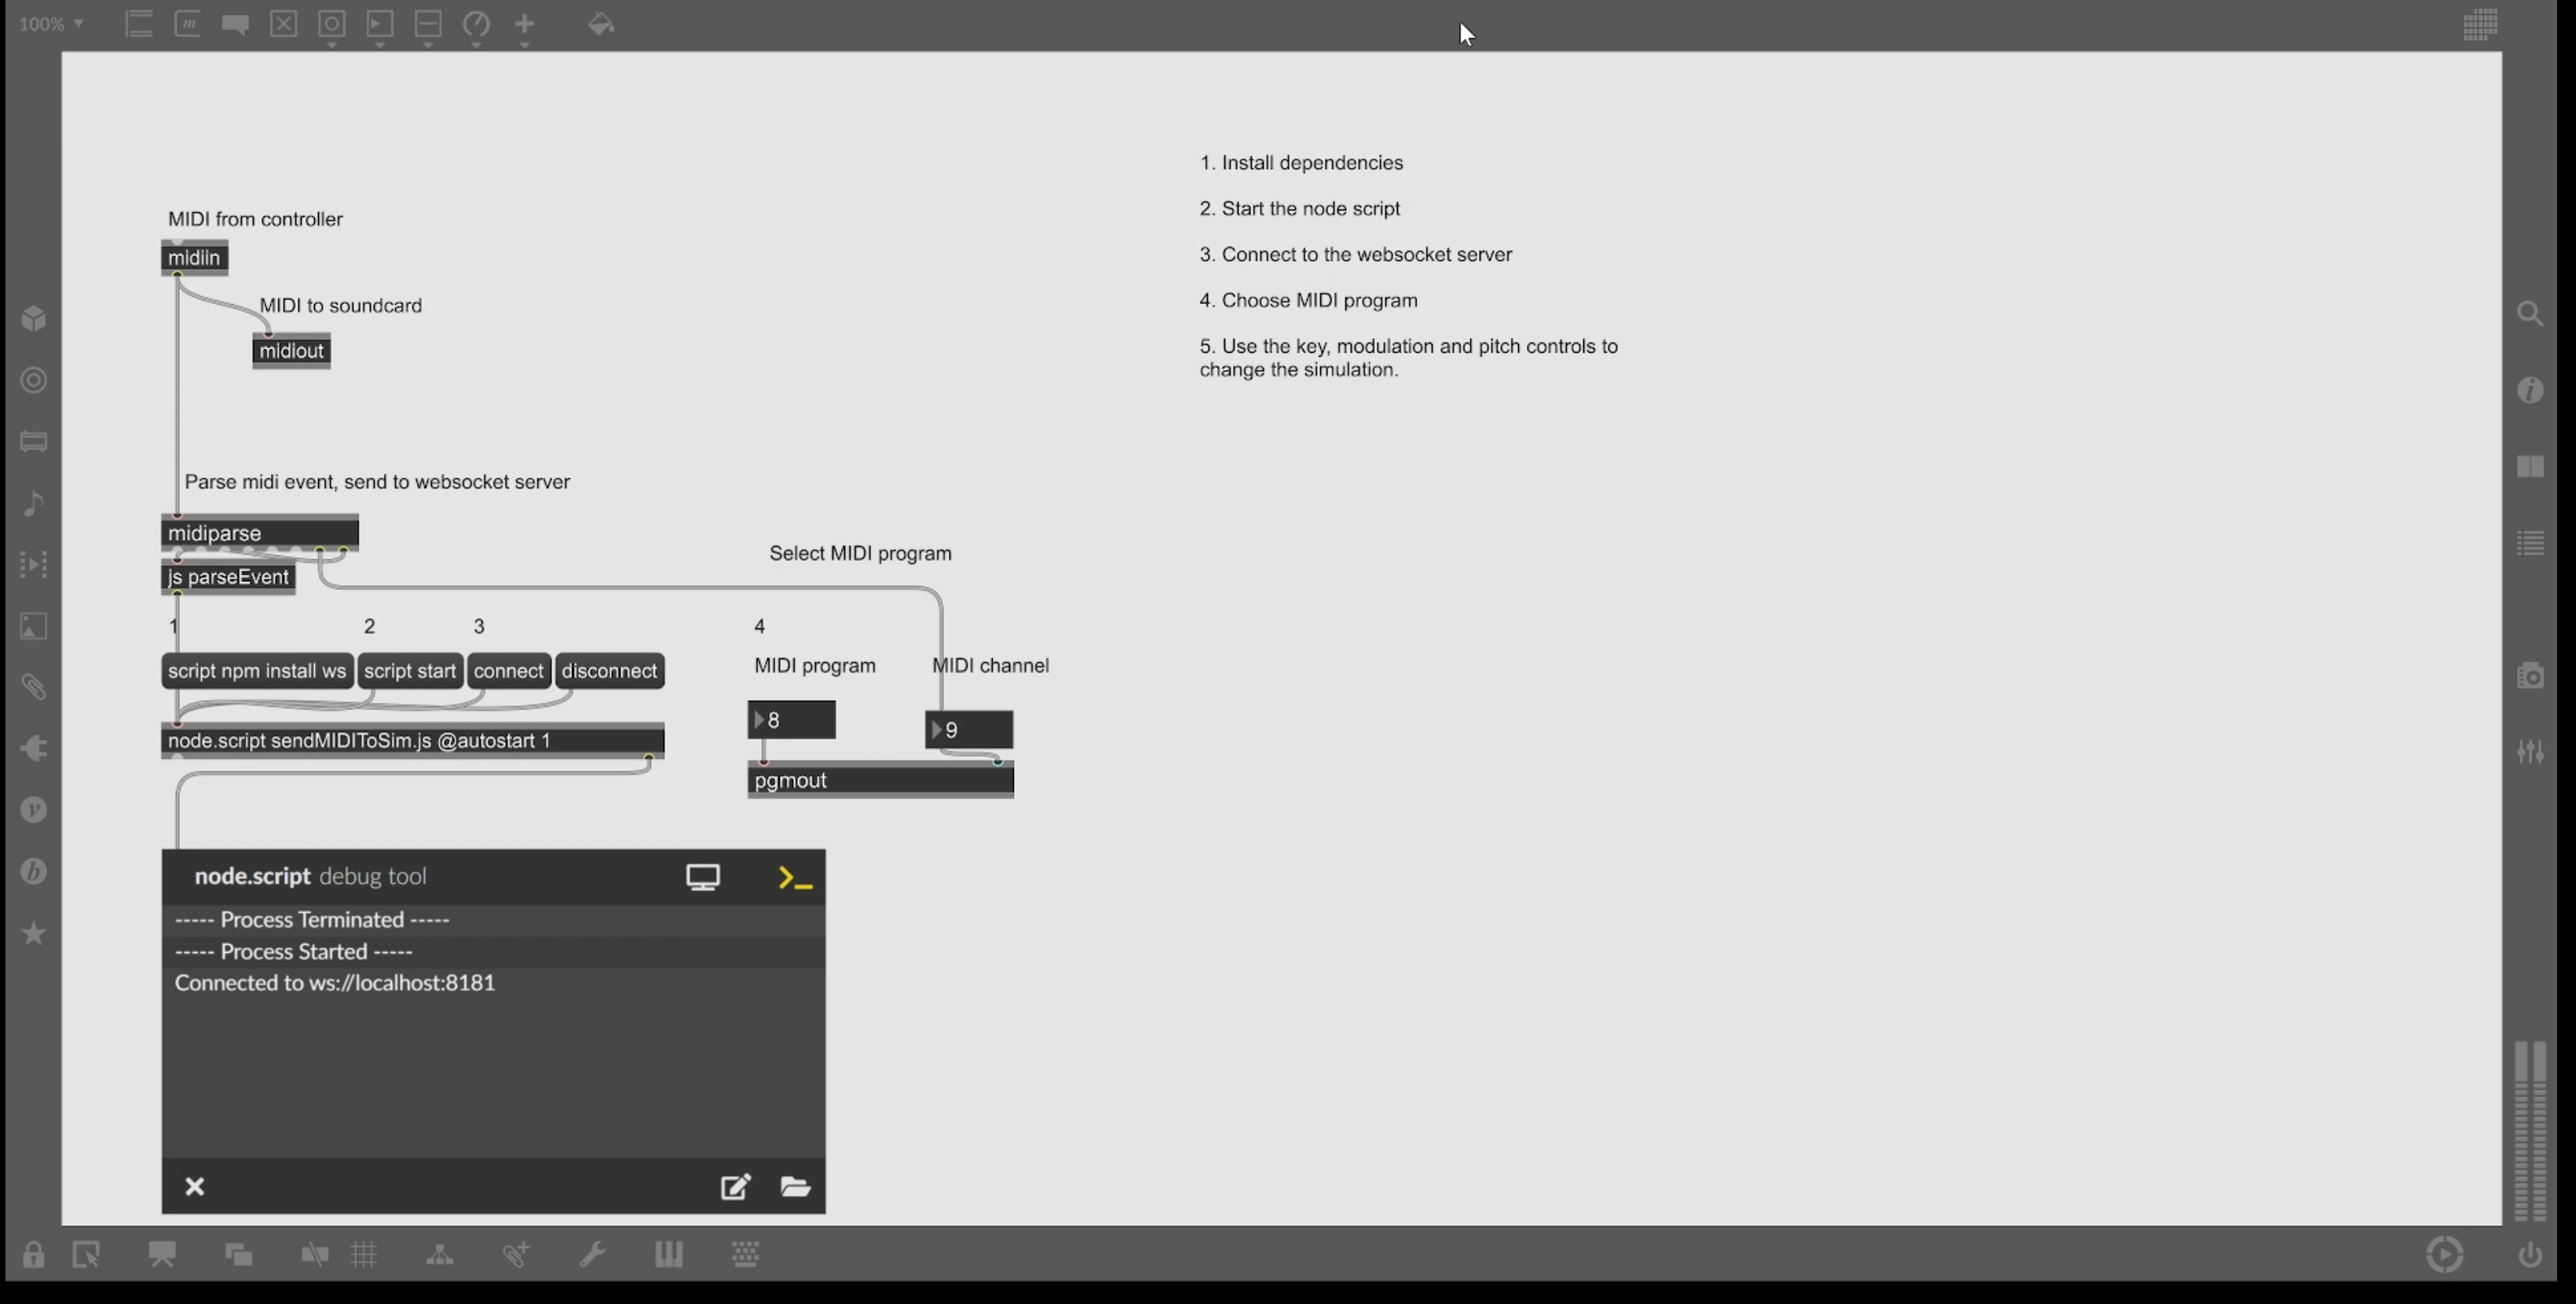 100%
1. Install dependencies
2. Start the node script
MIDI from controller
3. Connect to the websocket server
midiin
4. Choose MIDI program
MIDI to soundcard
midiout
5. Use the key, modulation and pitch controls to
change the simulation.
Parse midi event, send to websocket server
midiparse
Select MIDI program
js parseEvent
1 2 3 4
MIDI program MIDI channel
script npm install ws script start connect disconnect
8 9
node.script sendMIDIToSim.js @autostart 1
pgmout
node.script debug tool
----- Process Terminated -----
----- Process Started -----
Connected to ws://localhost:8181